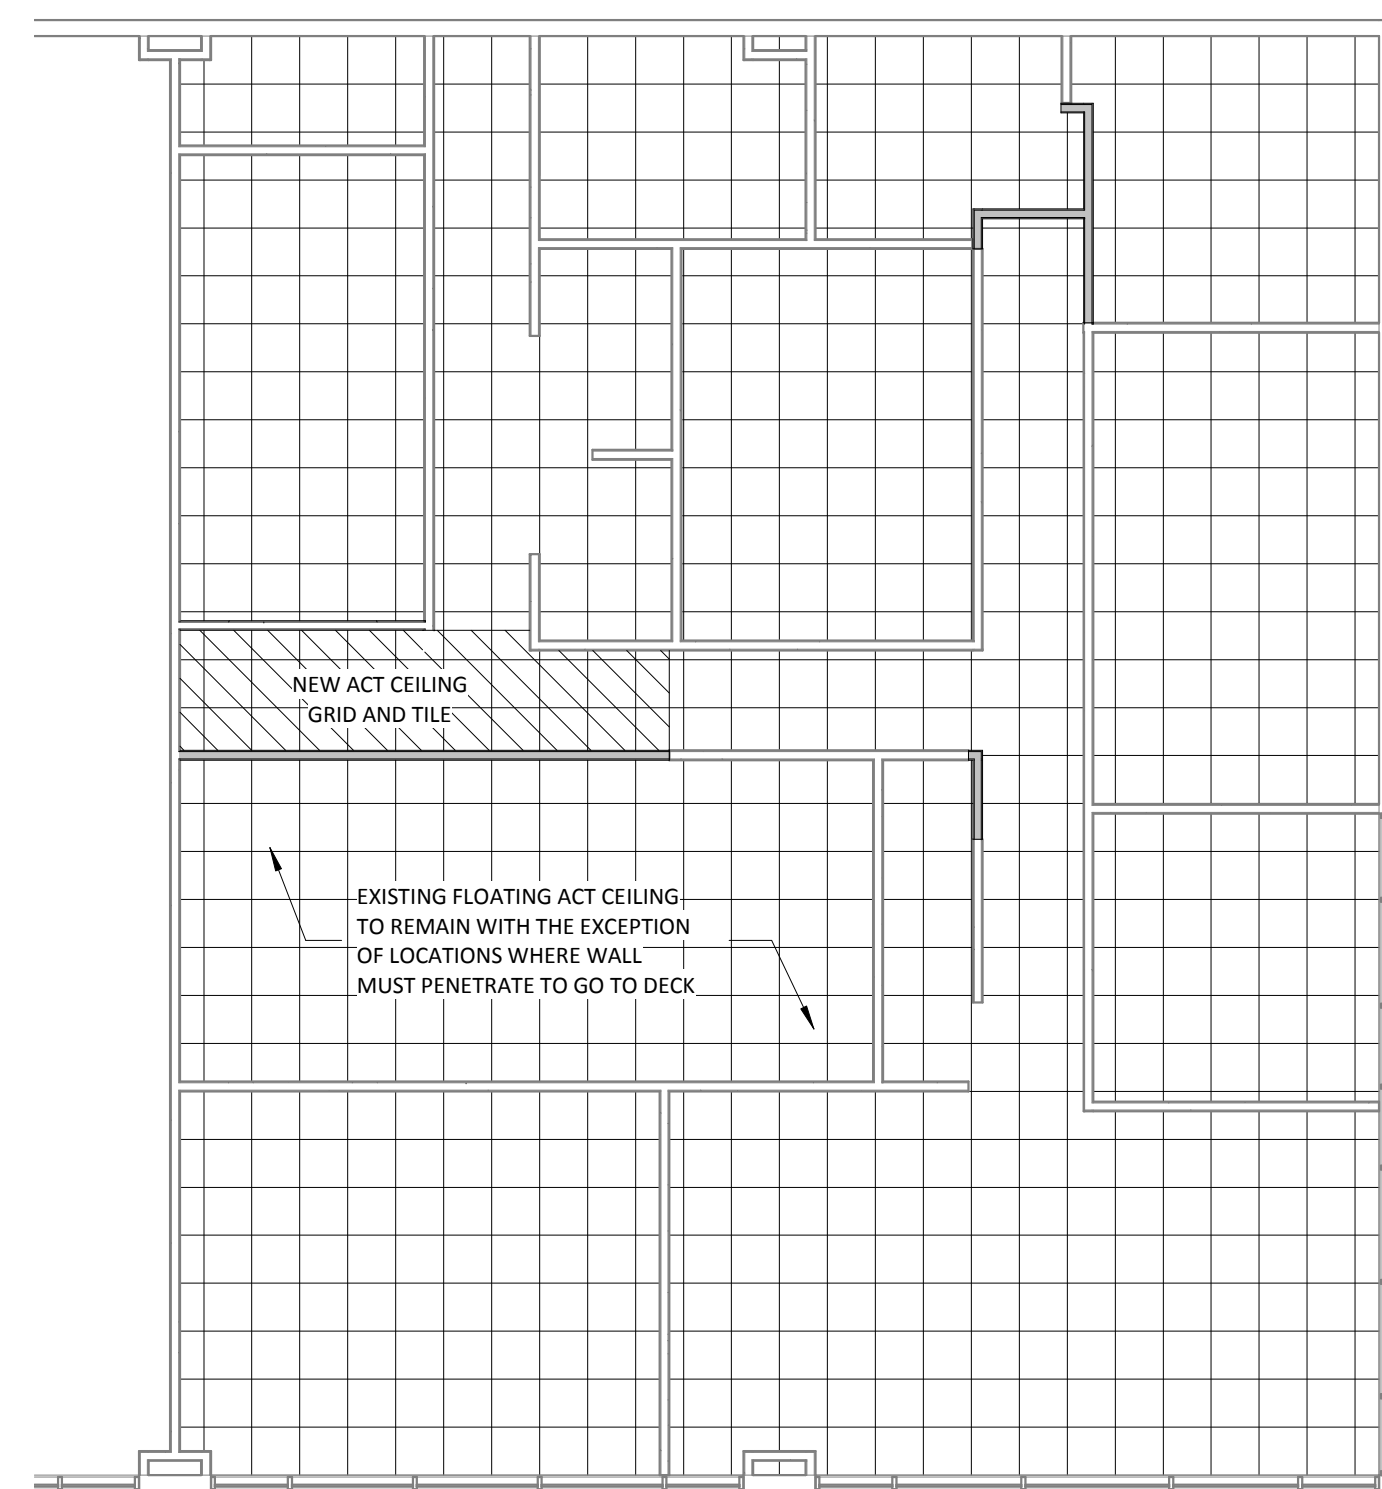 NEW ACT CEILING
GRID AND TILE
EXISTING FLOATING ACT CEILING
TO REMAIN WITH THE EXCEPTION
OF LOCATIONS WHERE WALL
MUST PENETRATE TO GO TO DECK